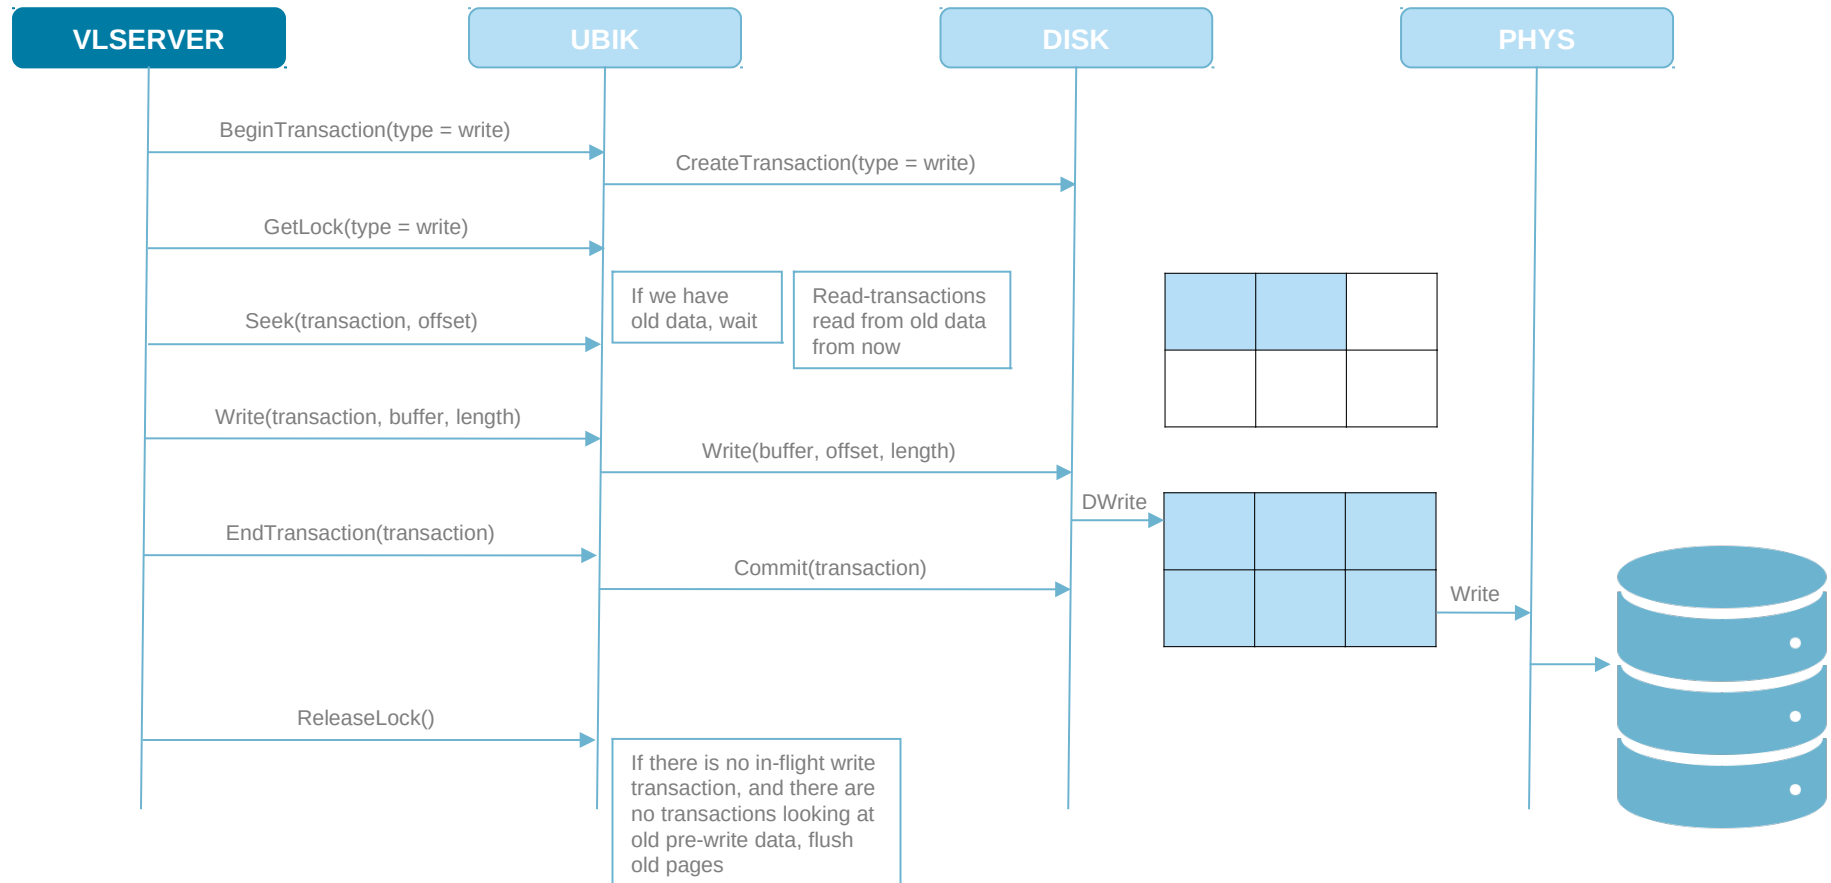 VLSERVER
UBIK
DISK
PHYS
BeginTransaction(type = write)
CreateTransaction(type = write)
GetLock(type = write)
If we have
old data, wait
Read-transactions
read from old data
from now
Seek(transaction, offset)
Write(transaction, buffer, length)
Write(buffer, offset, length)
DWrite
EndTransaction(transaction)
Commit(transaction)
Write
ReleaseLock()
If there is no in-flight write
transaction, and there are
no transactions looking at
old pre-write data, flush
old pages